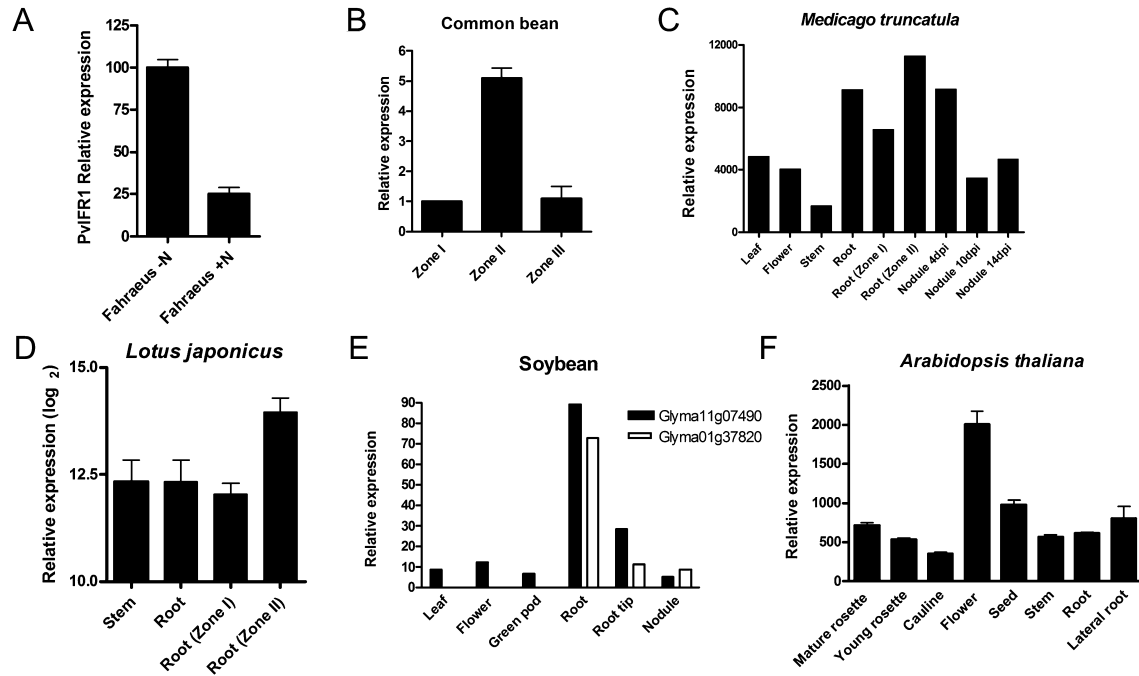 A
PvIFR1 Relative expression
125
100
75
50
25
0
Fahraeus -N
Fahraeus +N
B
Common bean
Relative expression
6
5
4
3
2
1
0
Zone I
Zone II
Zone III
C
Medicago truncatula
Relative expression
12000
8000
4000
0
Leaf
Flower
Stem
Root
Root (Zone I)
Root (Zone II)
Nodule 4dpi
Nodule 10dpi
Nodule 14dpi
D
Lotus japonicus
Relative expression (log 2)
15.0
12.5
10.0
Stem
Root
Root (Zone I)
Root (Zone II)
E
Soybean
Relative expression
90
80
70
60
50
40
30
20
10
0
Glyma11g07490
Glyma01g37820
Leaf
Flower
Green pod
Root
Root tip
Nodule
F
Arabidopsis thaliana
Relative expression
2500
2000
1500
1000
500
0
Mature rosette
Young rosette
Cauline
Flower
Seed
Stem
Root
Lateral root